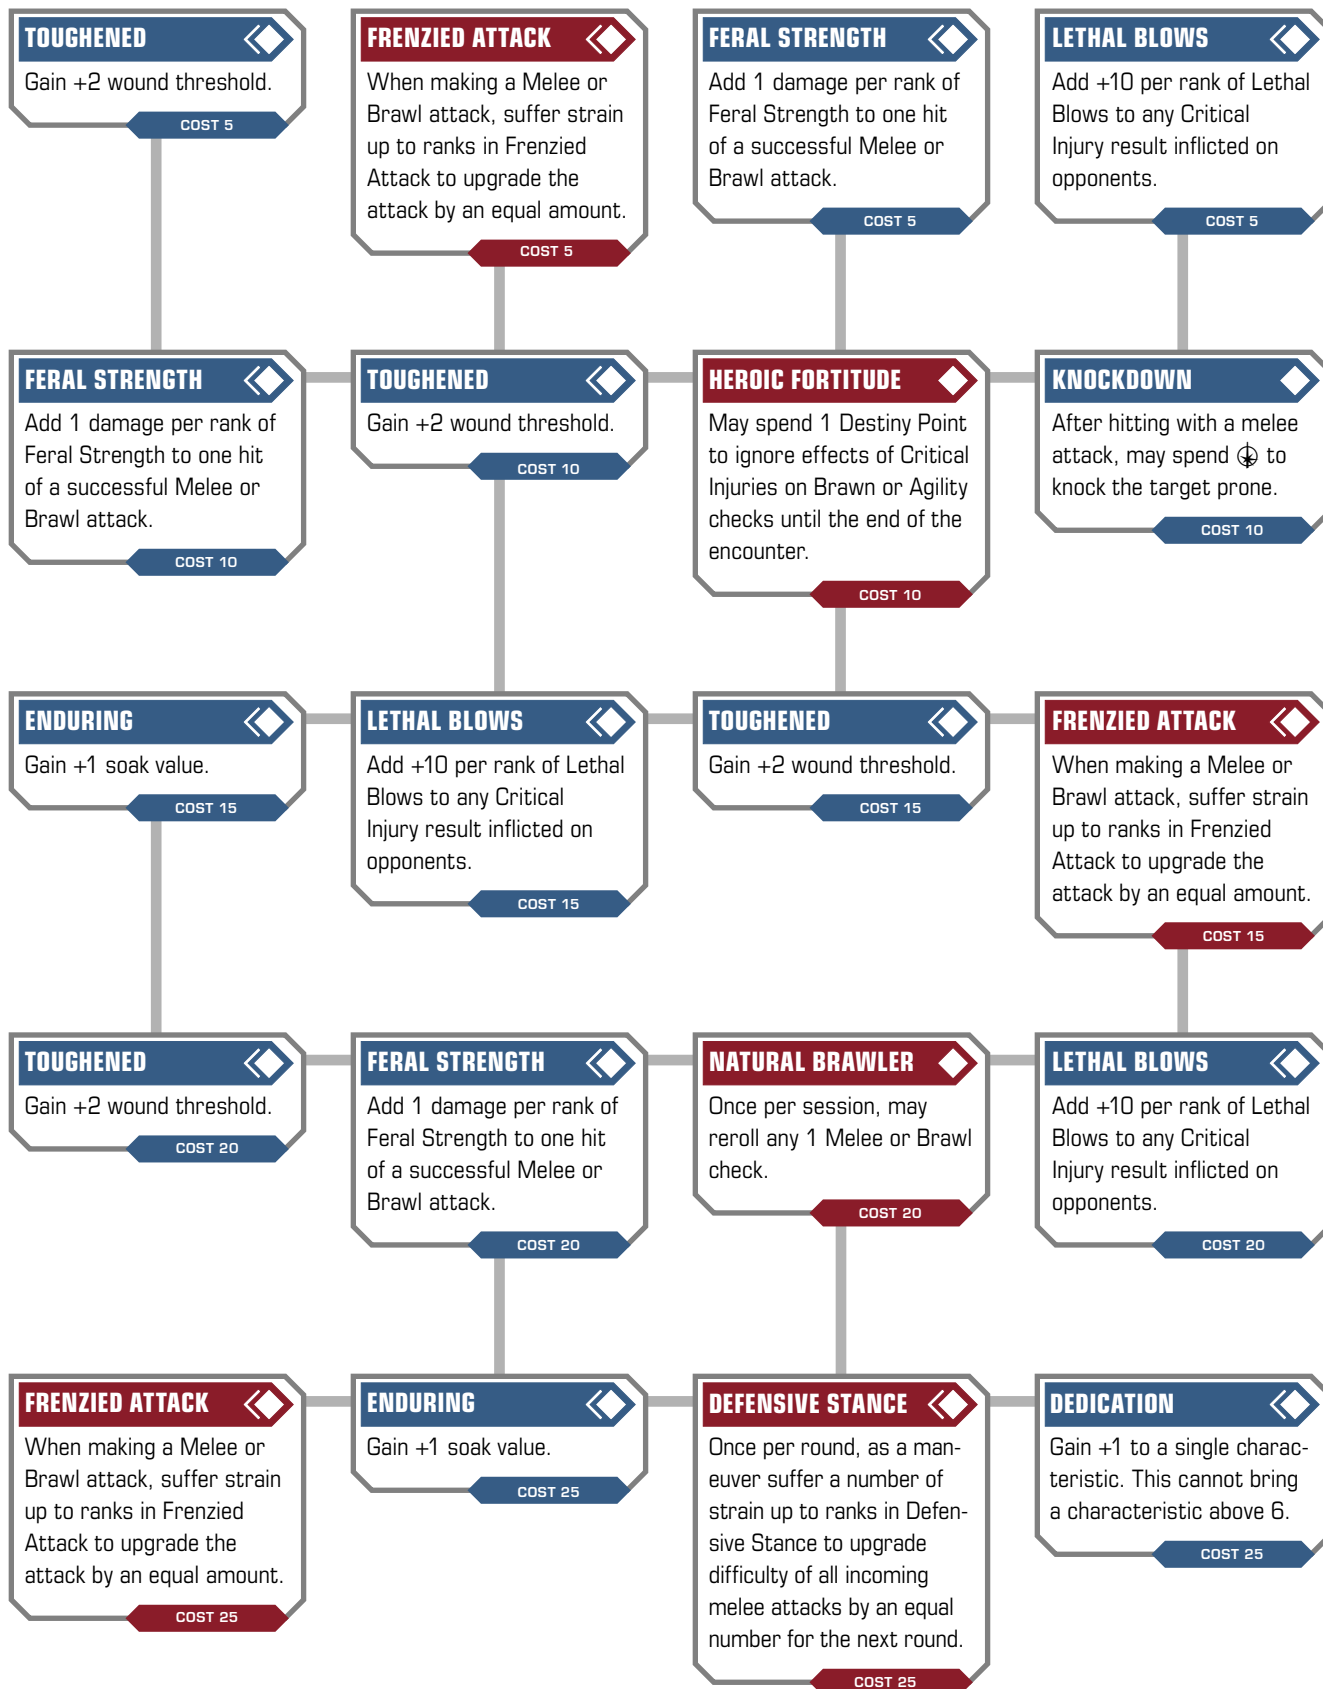 TOUGHENED
Gain +2 wound threshold.
COST 5
FRENZIED ATTACK
When making a Melee or
Brawl attack, suffer strain
up to ranks in Frenzied
Attack to upgrade the
attack by an equal amount.
COST 5
FERAL STRENGTH
Add 1 damage per rank of
Feral Strength to one hit
of a successful Melee or
Brawl attack.
COST 5
LETHAL BLOWS
Add +10 per rank of Lethal
Blows to any Critical
Injury result inflicted on
opponents.
COST 5
FERAL STRENGTH
Add 1 damage per rank of
Feral Strength to one hit
of a successful Melee or
Brawl attack.
COST 10
TOUGHENED
Gain +2 wound threshold.
COST 10
HEROIC FORTITUDE
May spend 1 Destiny Point
to ignore effects of Critical
Injuries on Brawn or Agility
checks until the end of the
encounter.
COST 10
KNOCKDOWN
After hitting with a melee
attack, may spend to
knock the target prone.
COST 10
ENDURING
Gain +1 soak value.
COST 15
LETHAL BLOWS
Add +10 per rank of Lethal
Blows to any Critical
Injury result inflicted on
opponents.
COST 15
TOUGHENED
Gain +2 wound threshold.
COST 15
FRENZIED ATTACK
When making a Melee or
Brawl attack, suffer strain
up to ranks in Frenzied
Attack to upgrade the
attack by an equal amount.
COST 15
TOUGHENED
Gain +2 wound threshold.
COST 20
FERAL STRENGTH
Add 1 damage per rank of
Feral Strength to one hit
of a successful Melee or
Brawl attack.
COST 20
NATURAL BRAWLER
Once per session, may
reroll any 1 Melee or Brawl
check.
COST 20
LETHAL BLOWS
Add +10 per rank of Lethal
Blows to any Critical
Injury result inflicted on
opponents.
COST 20
FRENZIED ATTACK
When making a Melee or
Brawl attack, suffer strain
up to ranks in Frenzied
Attack to upgrade the
attack by an equal amount.
COST 25
ENDURING
Gain +1 soak value.
COST 25
DEFENSIVE STANCE
Once per round, as a man-
euver suffer a number of
strain up to ranks in Defen-
sive Stance to upgrade
difficulty of all incoming
melee attacks by an equal
number for the next round.
COST 25
DEDICATION
Gain +1 to a single charac-
teristic. This cannot bring
a characteristic above 6.
COST 25